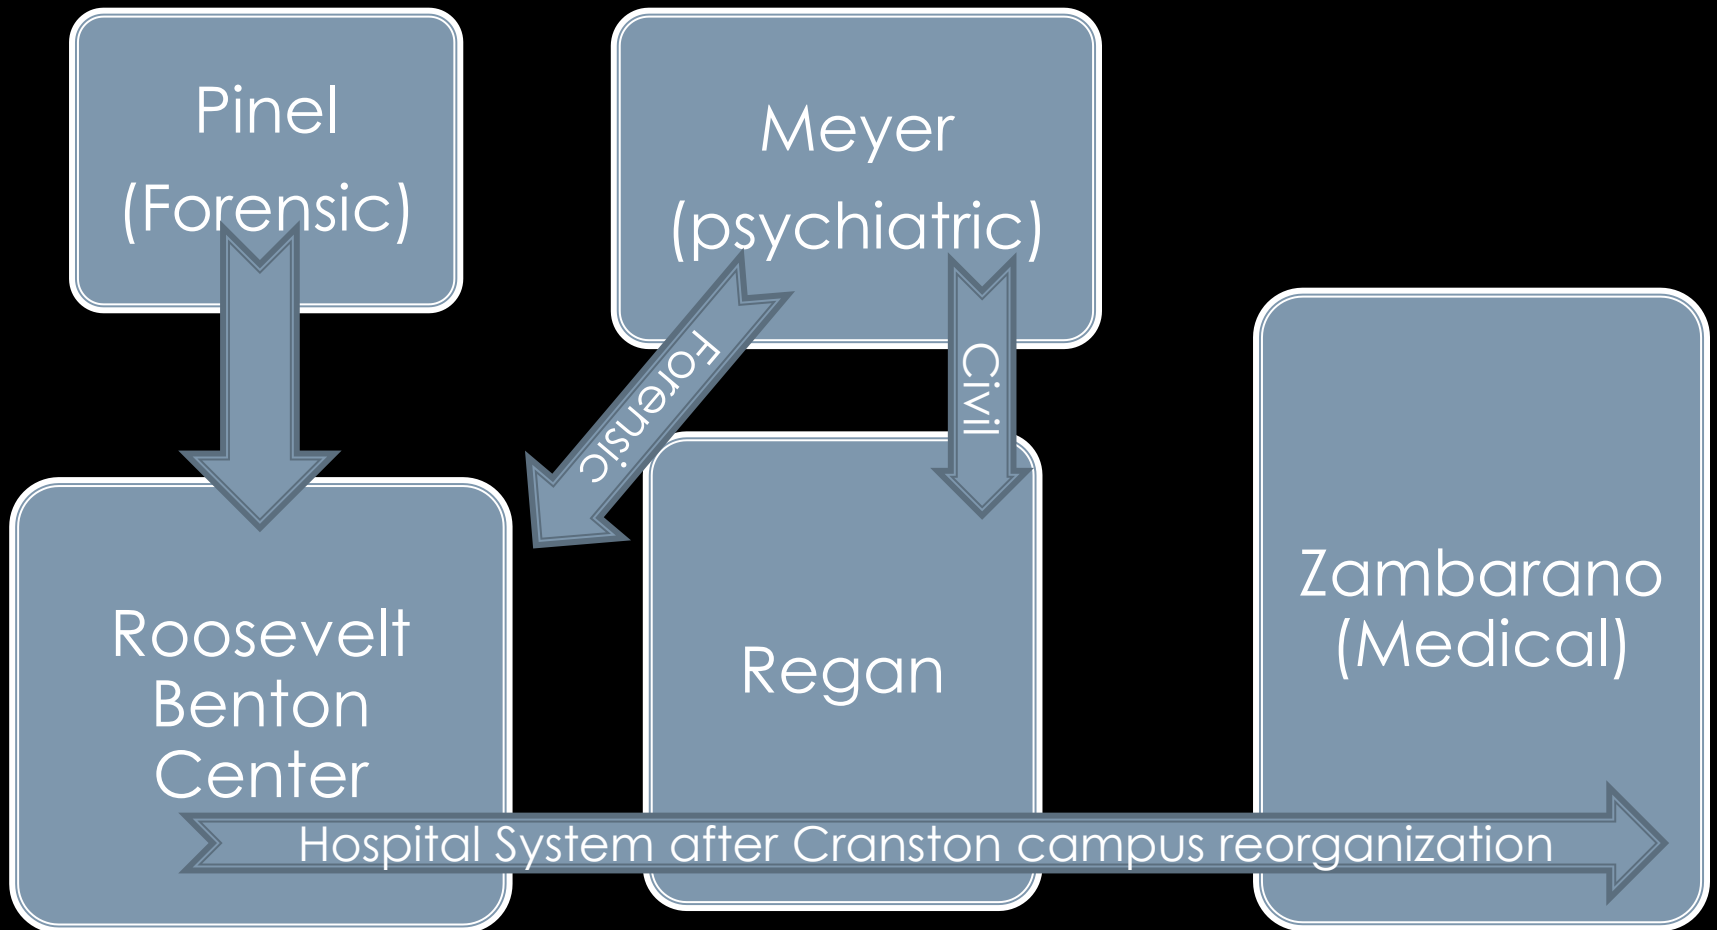 Pinel
(Forensic)
Meyer
(psychiatric)
Forensic
Civil
Roosevelt
Benton
Center
Regan
Zambarano
(Medical)
Hospital System after Cranston campus reorganization